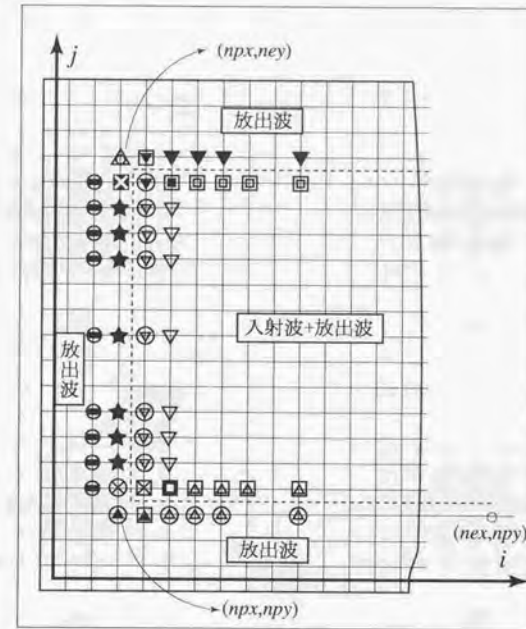 j
(npx,ney)
放出波
入射波+放出波
放出波
放出波
(nex,npy)
i
(npx,npy)